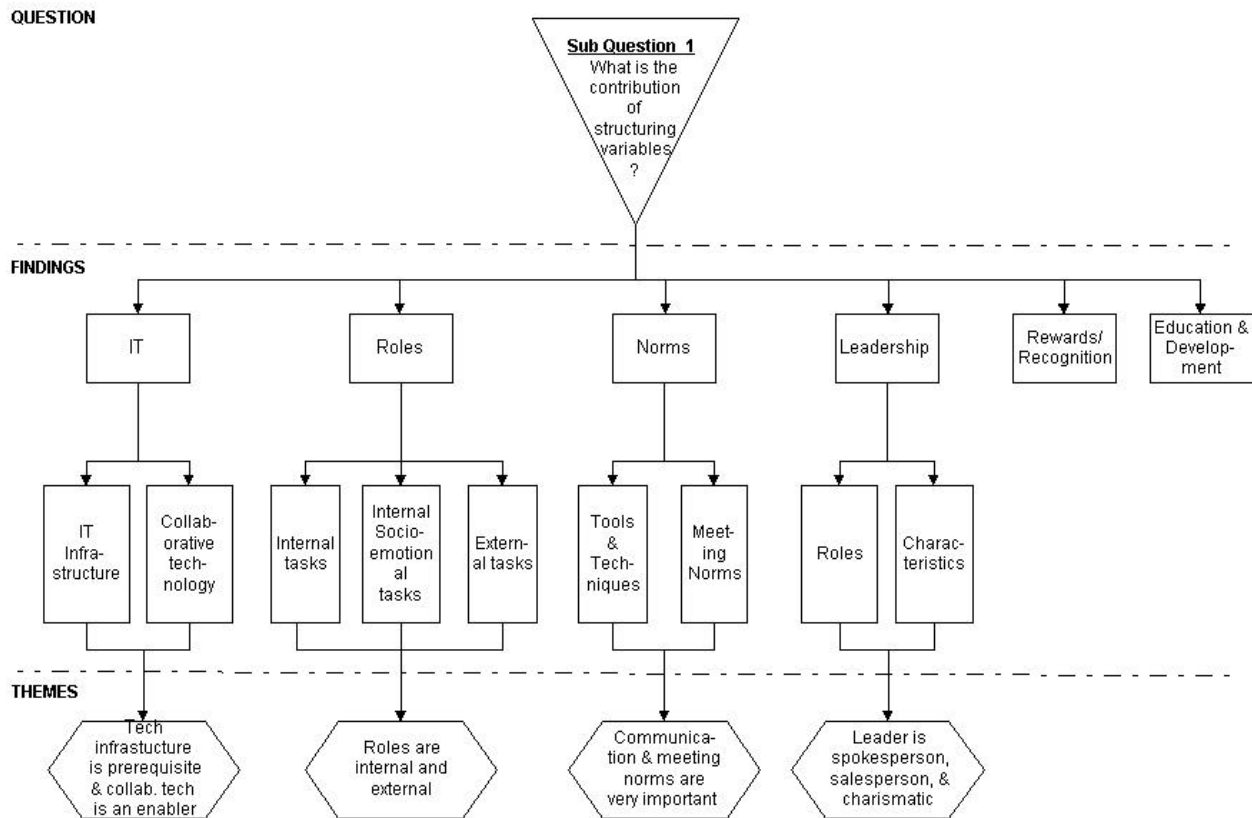 QUESTION
Sub Question 1
What is the
contribution
of
structuring
variables
?
FINDINGS
IT
Roles
Norms
Leadership
Rewards/
Recognition
Education &
Develop-
ment
IT
Infra-
structure
Collab-
orative
tech-
nology
Internal
tasks
Internal
Socio-
emotion
al
tasks
Extern-
al tasks
Tools
&
Tech-
niques
Meet-
ing
Norms
Roles
Charac-
teristics
THEMES
Tech
infrastucture
is prerequisite
& collab. tech
is an enabler
Roles are
internal and
external
Communica-
tion & meeting
norms are
very important
Leader is
spokesperson,
salesperson, &
charismatic